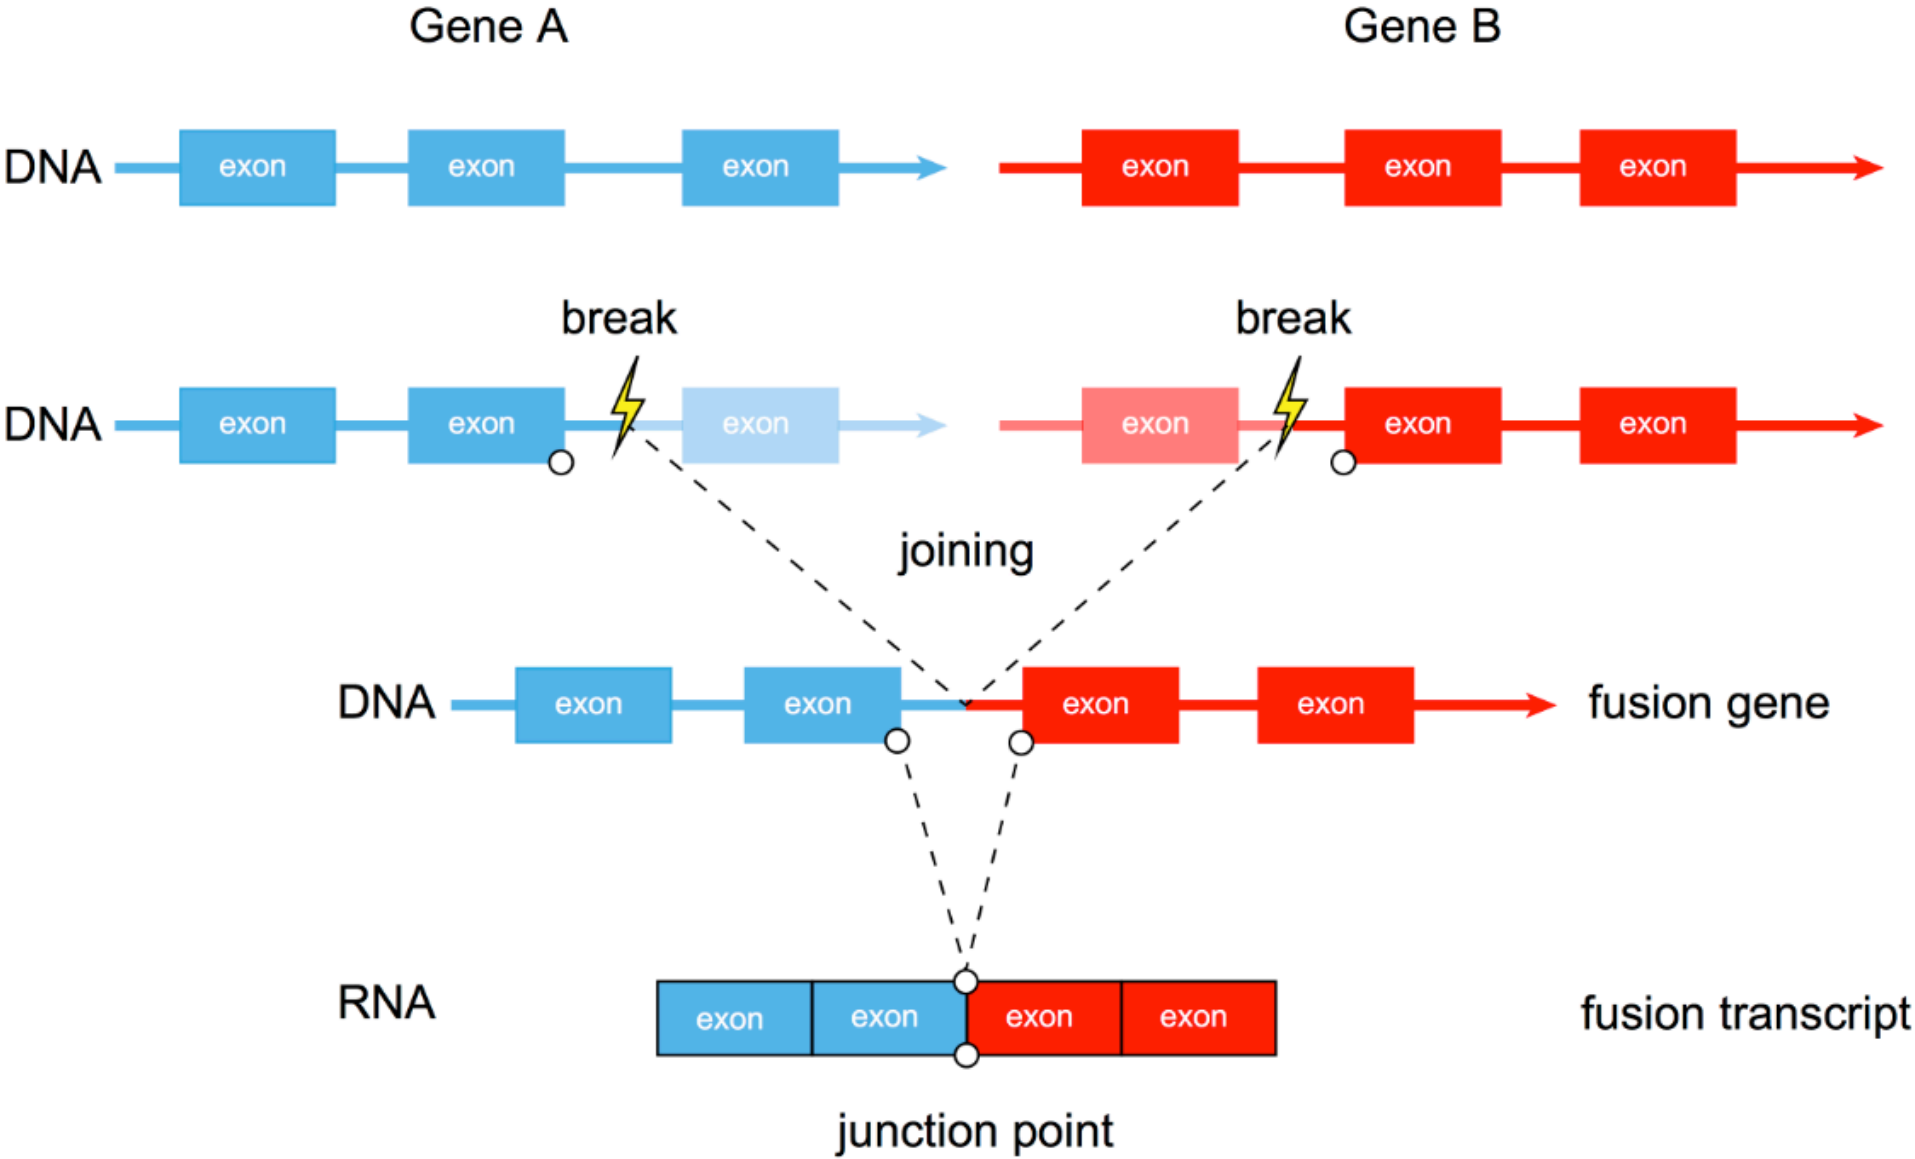 Gene A Gene B
DNA exon exon exon exon exon exon
break break
DNA exon exon exon exon exon exon
joining
DNA exon exon exon exon fusion gene
RNA exon exon exon exon fusion transcript
junction point